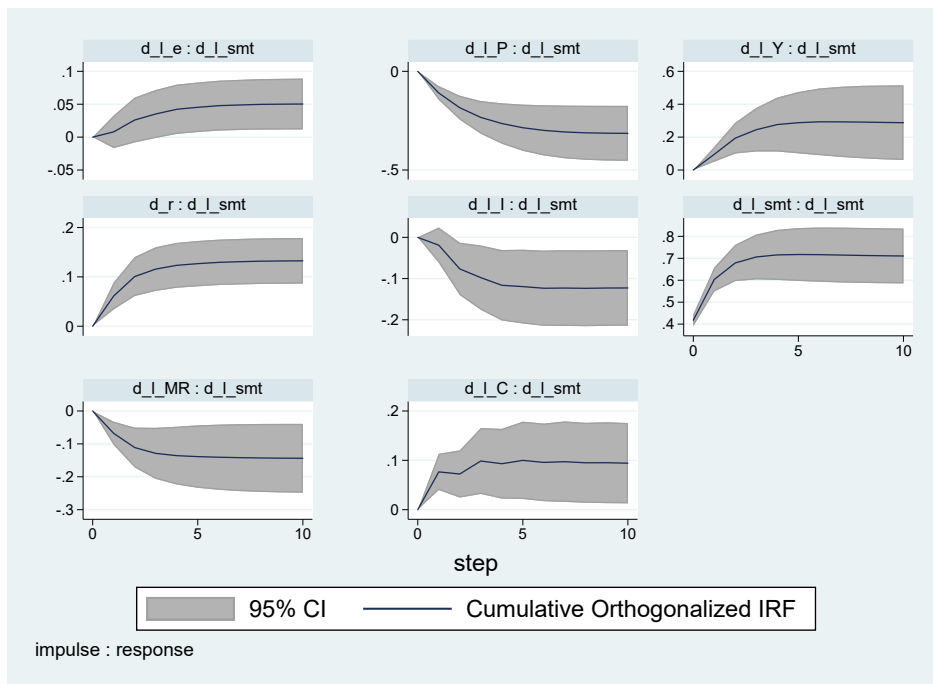 d_l_e : d_l_smt
.1
.05
0
-.05
d_l_P : d_l_smt
0
-.5
d_l_Y : d_l_smt
.6
.4
.2
0
d_r : d_l_smt
.2
.1
0
d_l_I : d_l_smt
0
-.1
-.2
d_l_smt : d_l_smt
.8
.7
.6
.5
.4
0 5 10
d_l_MR : d_l_smt
0
-.1
-.2
-.3
0 5 10
d_l_C : d_l_smt
.2
.1
0
0 5 10
step
95% CI Cumulative Orthogonalized IRF
impulse : response